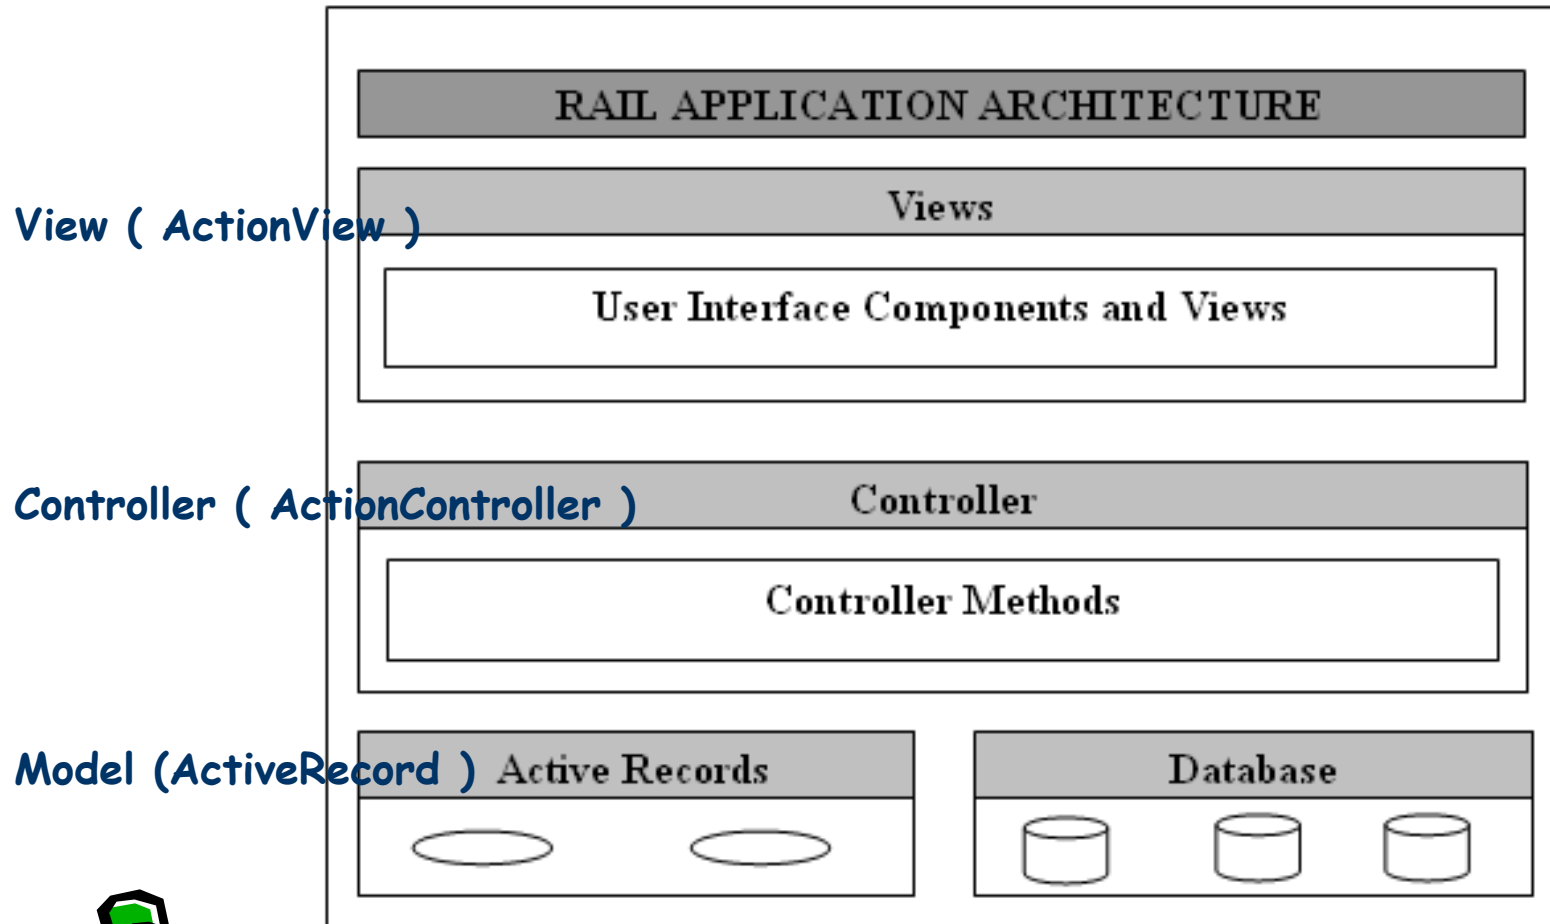 RAIL APPLICATION ARCHITECTURE
View ( ActionView )
Views
User Interface Components and Views
Controller ( ActionController )
Controller
Controller Methods
Model (ActiveRecord )
Active Records
Database